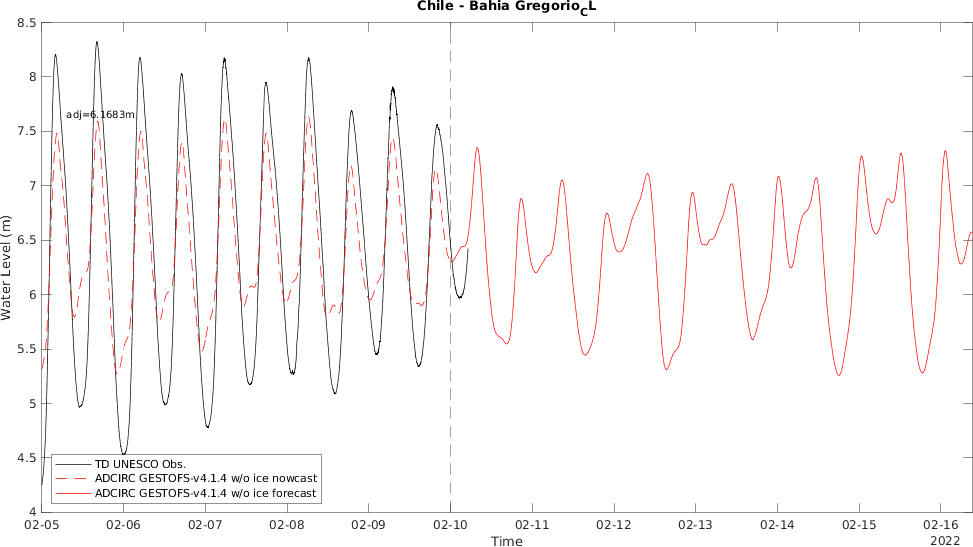 Chile - Bahia Gregorio_CL
8.5
8
7.5
7
6.5
6
5.5
5
4.5
4
Water Level (m)
adj=6.1683m
TD UNESCO Obs.
ADCIRC GESTOFS-v4.1.4 w/o ice nowcast
ADCIRC GESTOFS-v4.1.4 w/o ice forecast
02-05 02-06 02-07 02-08 02-09 02-10 02-11 02-12 02-13 02-14 02-15 02-16
Time
2022